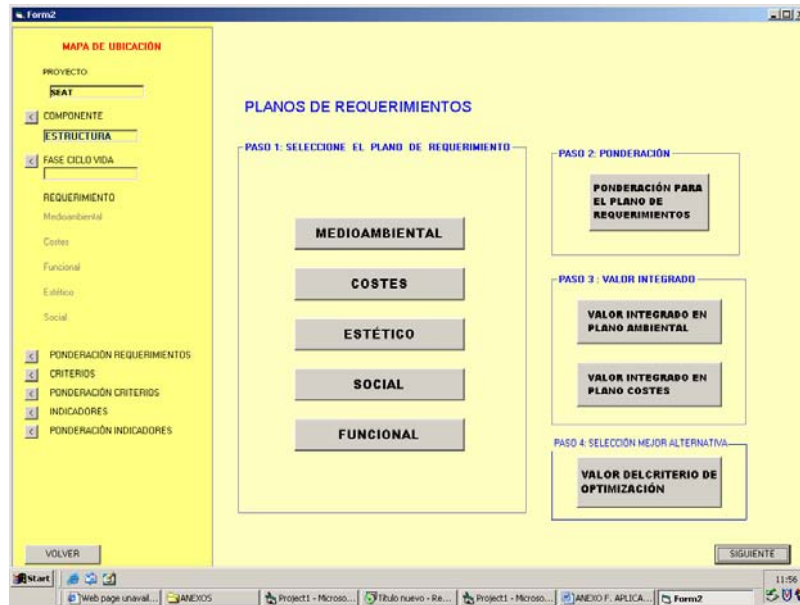 Form2
MAPA DE UBICACIÓN
PROYECTO
SEAT
COMPONENTE
ESTRUCTURA
FASE CICLO VIDA
REQUERIMIENTO
Medioambiental
Costes
Funcional
Estético
Social
PONDERACIÓN REQUERIMIENTOS
CRITERIOS
PONDERACIÓN CRITERIOS
INDICADORES
PONDERACIÓN INDICADORES
VOLVER
PLANOS DE REQUERIMIENTOS
PASO 1: SELECCIONE EL PLANO DE REQUERIMIENTO
MEDIOAMBIENTAL
COSTES
ESTÉTICO
SOCIAL
FUNCIONAL
PASO 2: PONDERACIÓN
PONDERACIÓN PARA
EL PLANO DE
REQUERIMIENTOS
PASO 3 : VALOR INTEGRADO
VALOR INTEGRADO EN
PLANO AMBIENTAL
VALOR INTEGRADO EN
PLANO COSTES
PASO 4: SELECCIÓN MEJOR ALTERNATIVA
VALOR DELCRITERIO DE
OPTIMIZACIÓN
SIGUIENTE
Start
11:56
Web page unavail...
ANEXOS
Project1 - Microso...
Título nuevo - Re...
Project1 - Microso...
ANEXO F. APLICA...
Form2